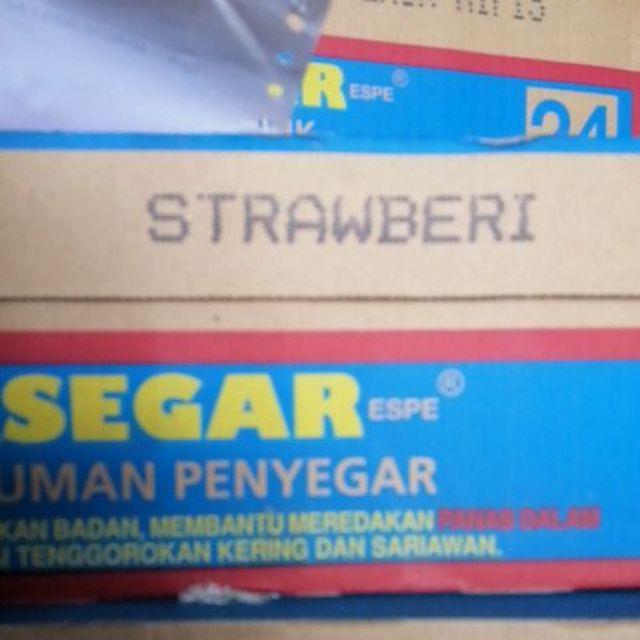 R ESPE®
24
STRAWBERI
SEGAR ESPE®
UMAN PENYEGAR
KAN BADAN, MEMBANTU MEREDAKAN PANAS DALAM
I TENGGOROKAN KERING DAN SARIAWAN.